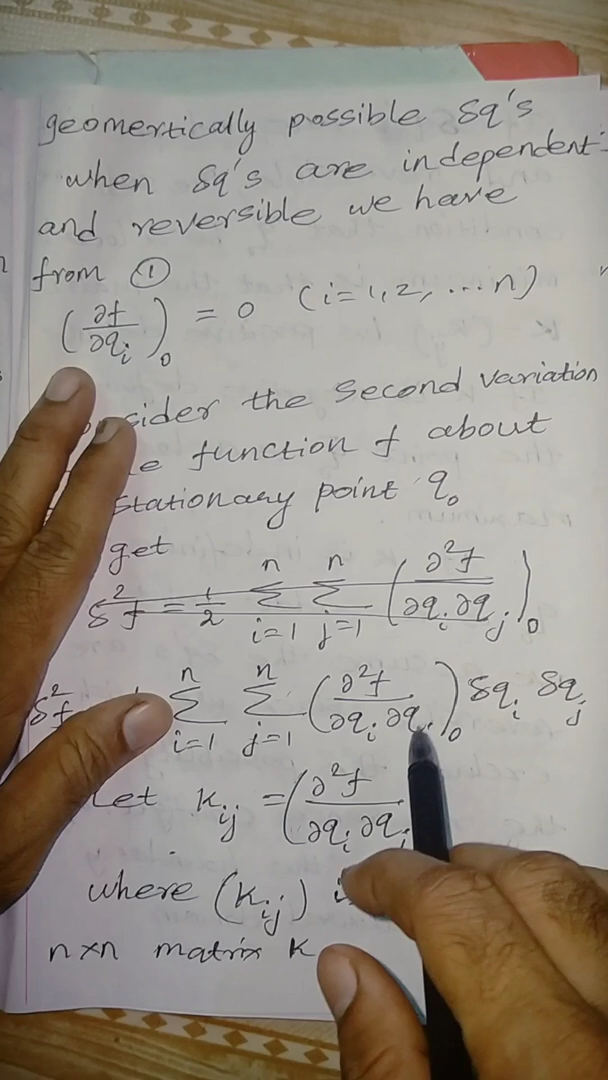 geomertically possible δq's
when δq's are independent
and reversible we have
from ①
(∂f/∂qᵢ)₀ = 0 (i=1,2,...n)
sider the second variation
function f about
stationary point q₀
get
δ²f = 1/2 Σⁿᵢ₌₁ Σⁿⱼ₌₁ (∂²f/∂qᵢ∂qⱼ)₀
δ²f Σⁿᵢ₌₁ Σⁿⱼ₌₁ (∂²f/∂qᵢ∂q)₀ δqᵢ δqⱼ
Let Kᵢⱼ = (∂²f/∂qᵢ∂q
where (Kᵢⱼ)
n×n matrix K